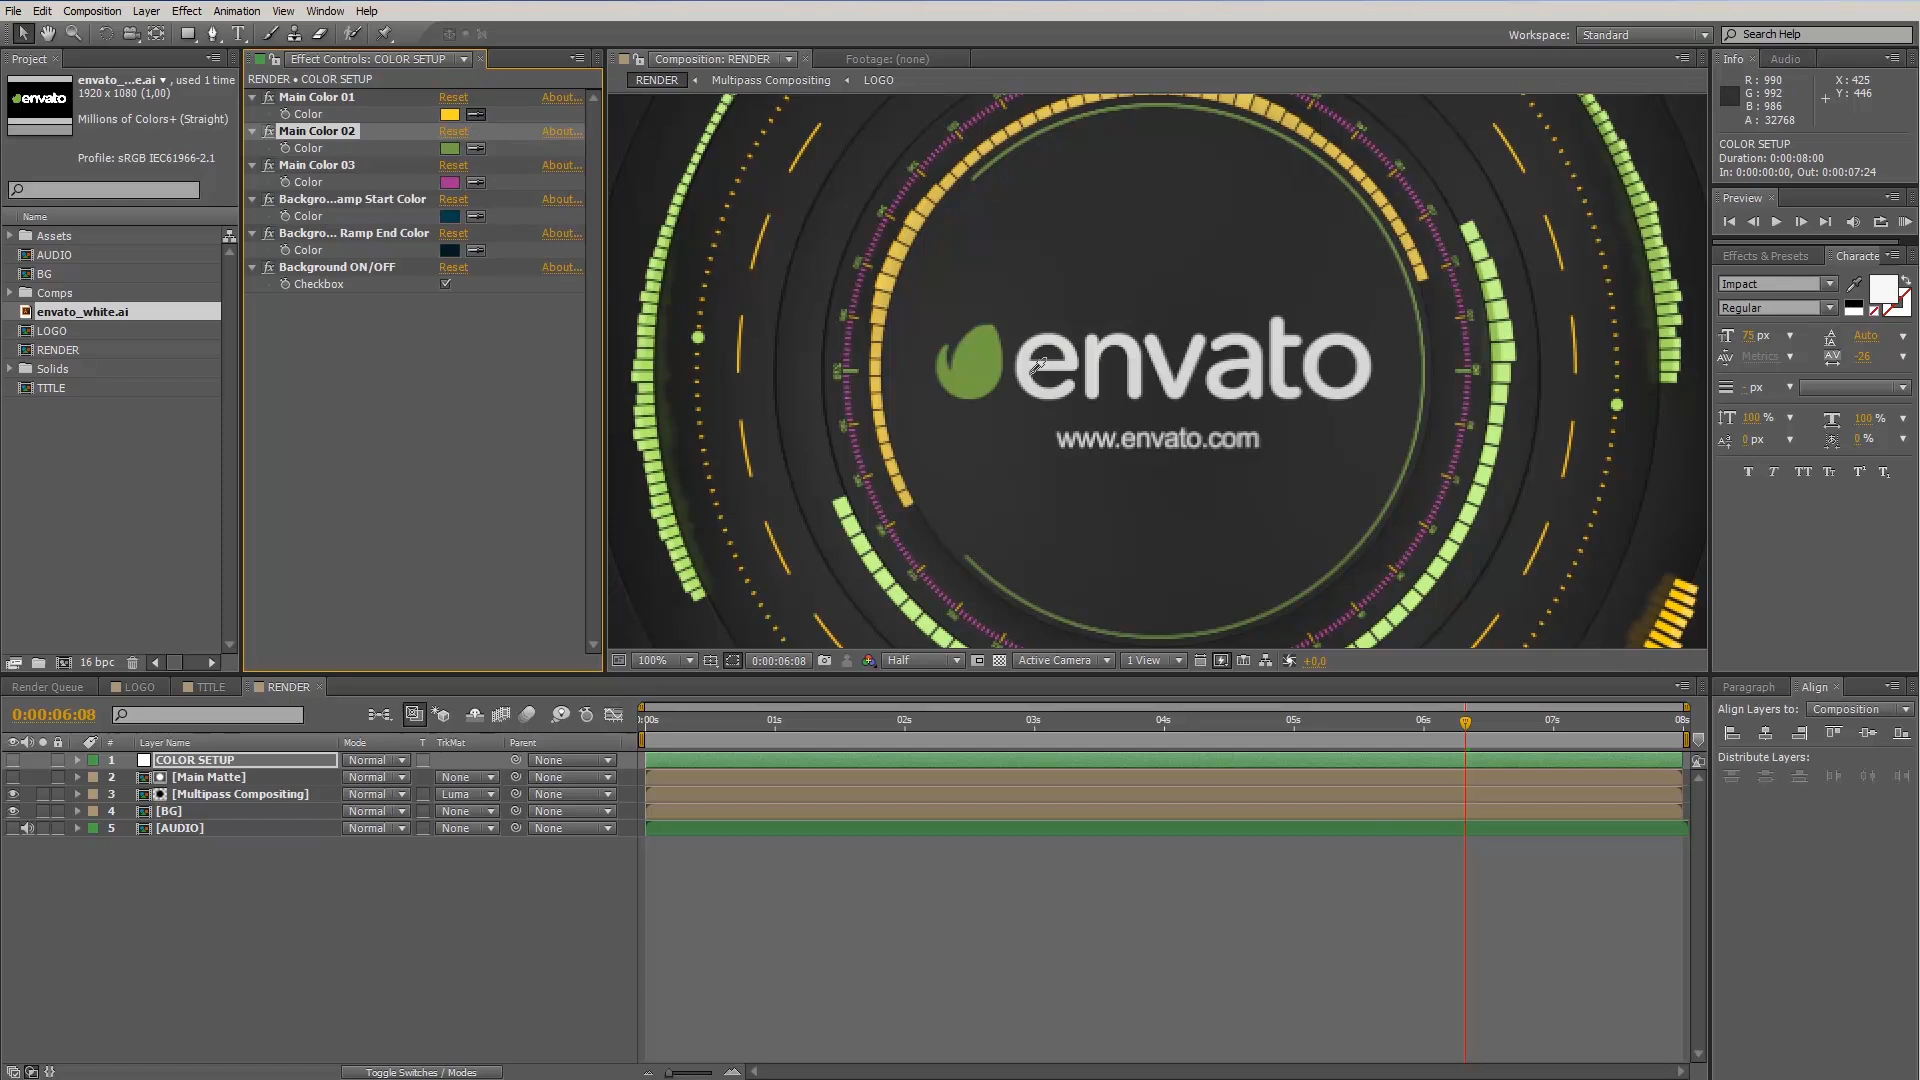 File Edit Composition Layer Effect Animation View Window Help
Workspace: Standard
Search Help
Project
envato_...e.ai ▾, used 1 time
1920 x 1080 (1,00)
Millions of Colors+ (Straight)
Profile: sRGB IEC61966-2.1
Name
Assets
AUDIO
BG
Comps
envato_white.ai
LOGO
RENDER
Solids
TITLE
16 bpc
Effect Controls: COLOR SETUP
RENDER • COLOR SETUP
fx Main Color 01 Reset About...
Color
fx Main Color 02 Reset About...
Color
fx Main Color 03 Reset About...
Color
fx Backgro...amp Start Color Reset About...
Color
fx Backgro... Ramp End Color Reset About...
Color
fx Background ON/OFF Reset About...
Checkbox
Composition: RENDER Footage: (none)
RENDER Multipass Compositing LOGO
envato
www.envato.com
100% 0:00:06:08 Half Active Camera 1 View +0,0
Info Audio
R: 990 X: 425
G: 992 Y: 446
B: 986
A: 32768
COLOR SETUP
Duration: 0:00:08:00
In: 0:00:00:00, Out: 0:00:07:24
Preview
Effects & Presets Characte
Impact
Regular
75 px Auto
Metrics -26
- px
100 % 100 %
0 px 0 %
T T TT Tr T¹ T₁
Render Queue LOGO TITLE RENDER
0:00:06:08
:00s 01s 02s 03s 04s 05s 06s 07s 08s
# Layer Name Mode T TrkMat Parent
1 COLOR SETUP Normal None
2 [Main Matte] Normal None None
3 [Multipass Compositing] Normal Luma None
4 [BG] Normal None None
5 [AUDIO] Normal None None
Toggle Switches / Modes
Paragraph Align
Align Layers to: Composition
Distribute Layers: